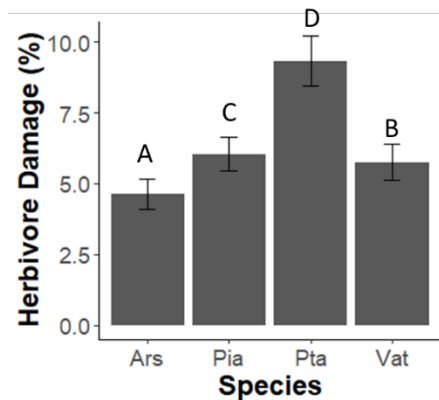 D
10.0
Herbivore Damage (%)
7.5
C
B
A
5.0
2.5
0.0
Ars Pia Pta Vat
Species